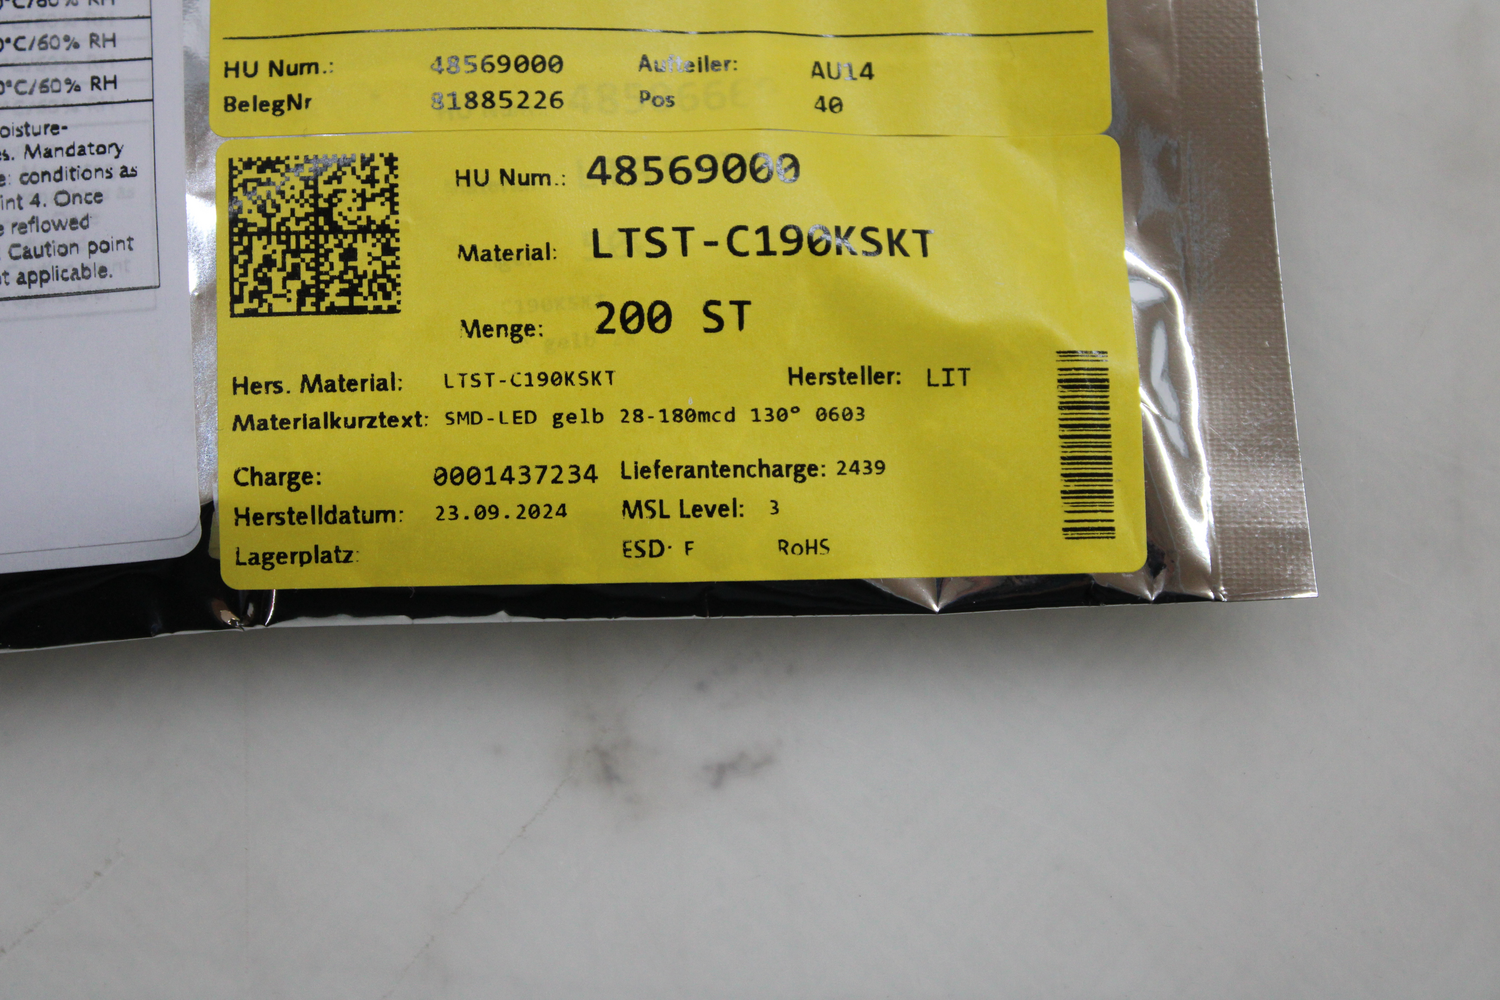 0°C/60% RH
0°C/60% RH
oisture-
s. Mandatory
e: conditions as
int 4. Once
e reflowed
: Caution point
t applicable.
HU Num.: 48569000 Aufteiler: AU14
BelegNr 81885226 Pos 40
HU Num.: 48569000
Material: LTST-C190KSKT
Menge: 200 ST
Hers. Material: LTST-C190KSKT Hersteller: LIT
Materialkurztext: SMD-LED gelb 28-180mcd 130° 0603
Charge: 0001437234 Lieferantencharge: 2439
Herstelldatum: 23.09.2024 MSL Level: 3
Lagerplatz:
ESD: F RoHS